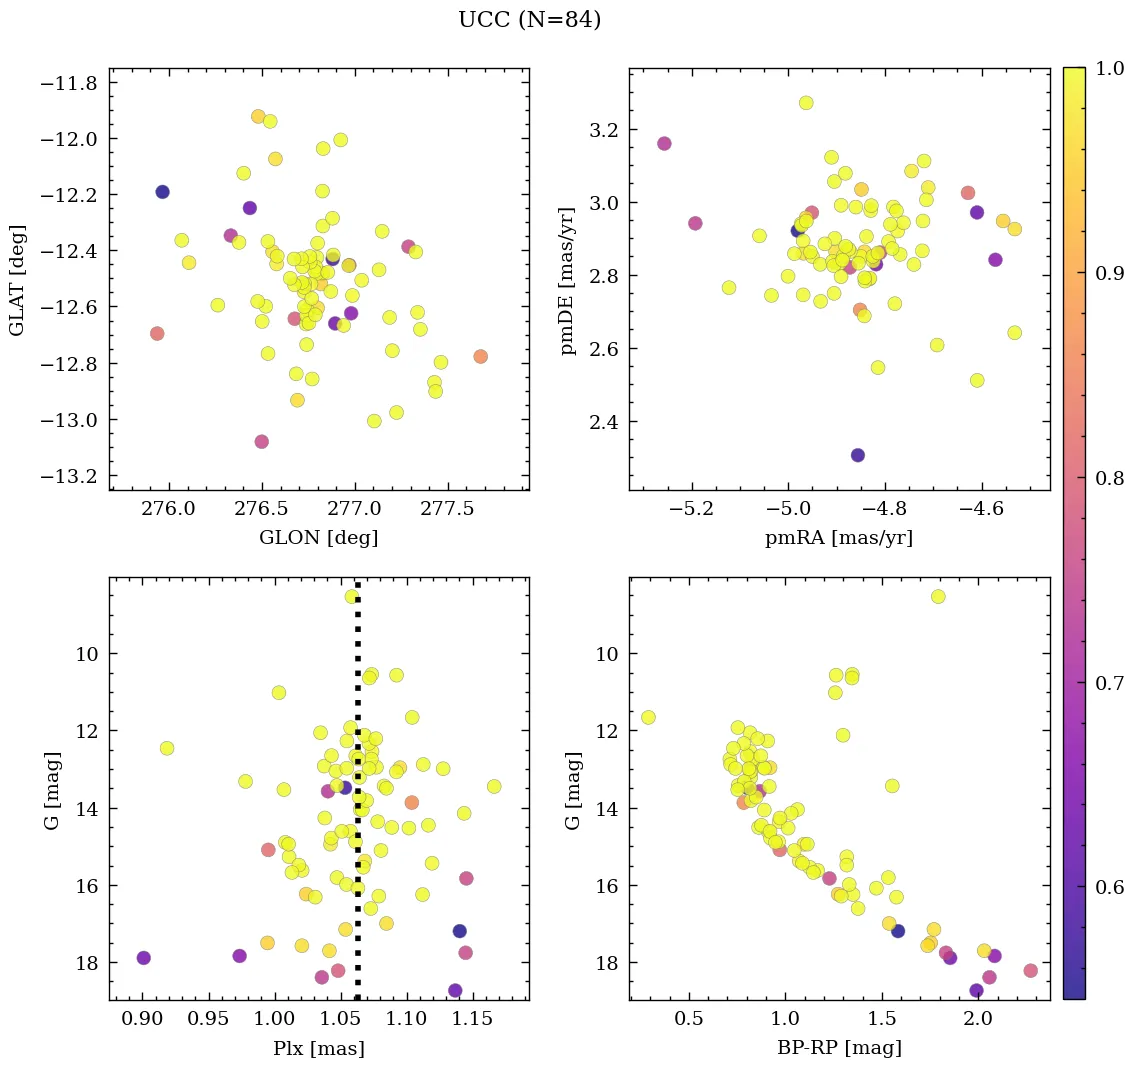 UCC (N=84)
−11.8
−12.0
−12.2
−12.4
−12.6
−12.8
−13.0
−13.2
GLAT [deg]
276.0 276.5 277.0 277.5
GLON [deg]
3.2
3.0
2.8
2.6
2.4
pmDE [mas/yr]
−5.2 −5.0 −4.8 −4.6
pmRA [mas/yr]
10
12
14
16
18
G [mag]
0.90 0.95 1.00 1.05 1.10 1.15
Plx [mas]
10
12
14
16
18
G [mag]
0.5 1.0 1.5 2.0
BP-RP [mag]
1.0
0.9
0.8
0.7
0.6